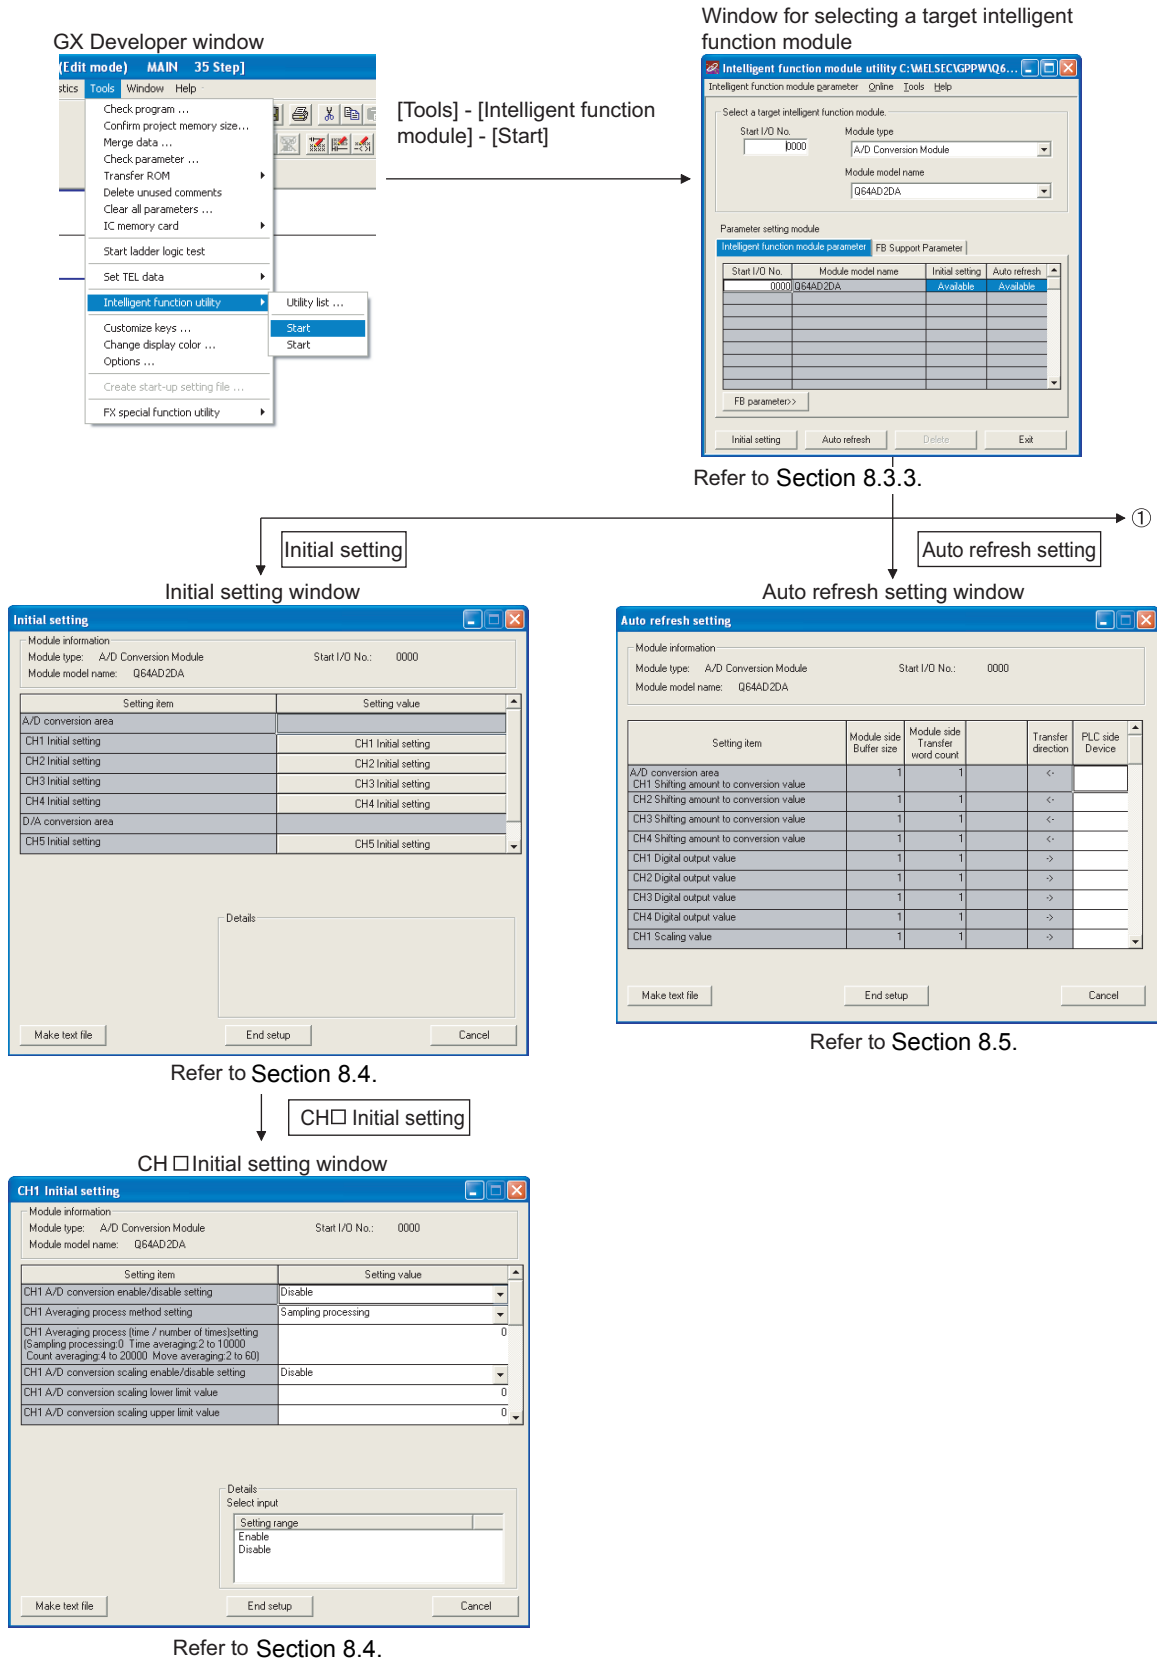 Window for selecting a target intelligent
function module
GX Developer window
(Edit mode) MAIN 35 Step]
stics Tools Window Help
Check program ...
Confirm project memory size...
Merge data ...
Check parameter ...
Transfer ROM
Delete unused comments
Clear all parameters ...
IC memory card
Start ladder logic test
Set TEL data
Intelligent function utility
Customize keys ...
Change display color ...
Options ...
Create start-up setting file ...
FX special function utility
Utility list ...
Start
Start
[Tools] - [Intelligent function
module] - [Start]
Intelligent function module utility C:\MELSEC\GPPW\Q6...
Intelligent function module parameter Online Tools Help
Select a target intelligent function module.
Start I/O No. Module type
0000 A/D Conversion Module
Module model name
Q64AD2DA
Parameter setting module
Intelligent function module parameter FB Support Parameter
Start I/O No. Module model name Initial setting Auto refresh
0000 Q64AD2DA Available Available
FB parameter>>
Initial setting Auto refresh Delete Exit
Refer to Section 8.3.3.
①
Initial setting
Auto refresh setting
Initial setting window
Initial setting
Module information
Module type: A/D Conversion Module Start I/O No.: 0000
Module model name: Q64AD2DA
Setting item Setting value
A/D conversion area
CH1 Initial setting CH1 Initial setting
CH2 Initial setting CH2 Initial setting
CH3 Initial setting CH3 Initial setting
CH4 Initial setting CH4 Initial setting
D/A conversion area
CH5 Initial setting CH5 Initial setting
Details
Make text file End setup Cancel
Refer to Section 8.4.
Auto refresh setting window
Auto refresh setting
Module information
Module type: A/D Conversion Module Start I/O No.: 0000
Module model name: Q64AD2DA
Setting item Module side Buffer size Module side Transfer word count Transfer direction PLC side Device
A/D conversion area
CH1 Shifting amount to conversion value 1 1 <-
CH2 Shifting amount to conversion value 1 1 <-
CH3 Shifting amount to conversion value 1 1 <-
CH4 Shifting amount to conversion value 1 1 <-
CH1 Digital output value 1 1 ->
CH2 Digital output value 1 1 ->
CH3 Digital output value 1 1 ->
CH4 Digital output value 1 1 ->
CH1 Scaling value 1 1 ->
Make text file End setup Cancel
Refer to Section 8.5.
CH□ Initial setting
CH □Initial setting window
CH1 Initial setting
Module information
Module type: A/D Conversion Module Start I/O No.: 0000
Module model name: Q64AD2DA
Setting item Setting value
CH1 A/D conversion enable/disable setting Disable
CH1 Averaging process method setting Sampling processing
CH1 Averaging process (time / number of times)setting 0
(Sampling processing:0 Time averaging:2 to 10000
Count averaging:4 to 20000 Move averaging:2 to 60)
CH1 A/D conversion scaling enable/disable setting Disable
CH1 A/D conversion scaling lower limit value 0
CH1 A/D conversion scaling upper limit value 0
Details
Select input
Setting range
Enable
Disable
Make text file End setup Cancel
Refer to Section 8.4.